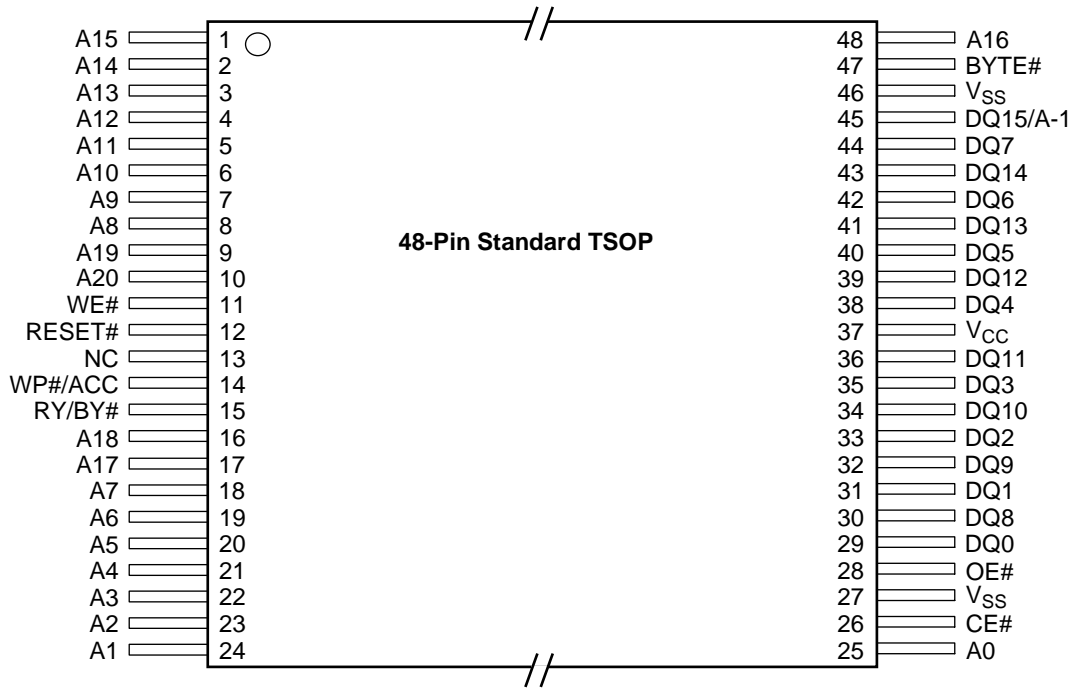 A15 1 48 A16
A14 2 47 BYTE#
A13 3 46 VSS
A12 4 45 DQ15/A-1
A11 5 44 DQ7
A10 6 43 DQ14
A9 7 42 DQ6
A8 8 41 DQ13
48-Pin Standard TSOP
A19 9 40 DQ5
A20 10 39 DQ12
WE# 11 38 DQ4
RESET# 12 37 VCC
NC 13 36 DQ11
WP#/ACC 14 35 DQ3
RY/BY# 15 34 DQ10
A18 16 33 DQ2
A17 17 32 DQ9
A7 18 31 DQ1
A6 19 30 DQ8
A5 20 29 DQ0
A4 21 28 OE#
A3 22 27 VSS
A2 23 26 CE#
A1 24 25 A0